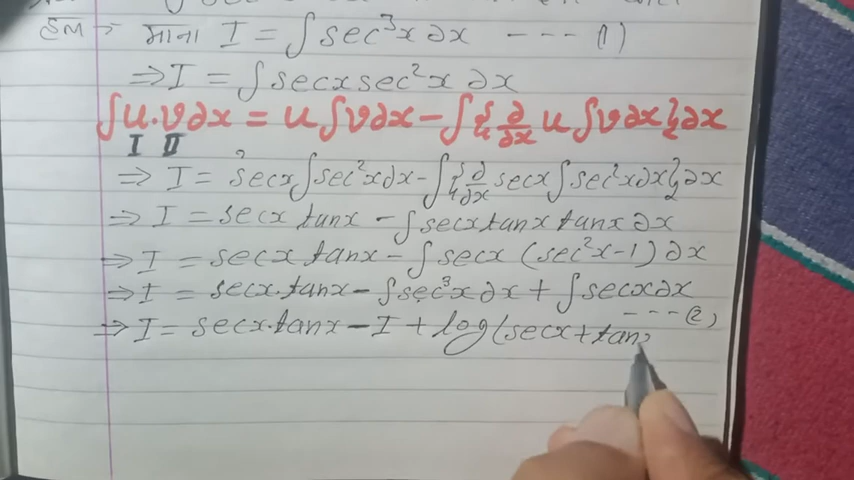 माना I = ∫ sec³x ∂x --- (1)
⇒ I = ∫ secx sec²x ∂x
∫u.v∂x = u∫v∂x - ∫{∂/∂x u∫v∂x}∂x
I II
⇒ I = secx∫sec²x∂x - ∫{∂/∂x secx∫sec²x∂x}∂x
⇒ I = secx tanx - ∫secx tanx tanx ∂x
⇒ I = secx tanx - ∫secx (sec²x-1) ∂x
⇒ I = secx.tanx - ∫sec³x ∂x + ∫secx∂x
--- (2)
⇒ I = secx.tanx - I + log(secx+tan